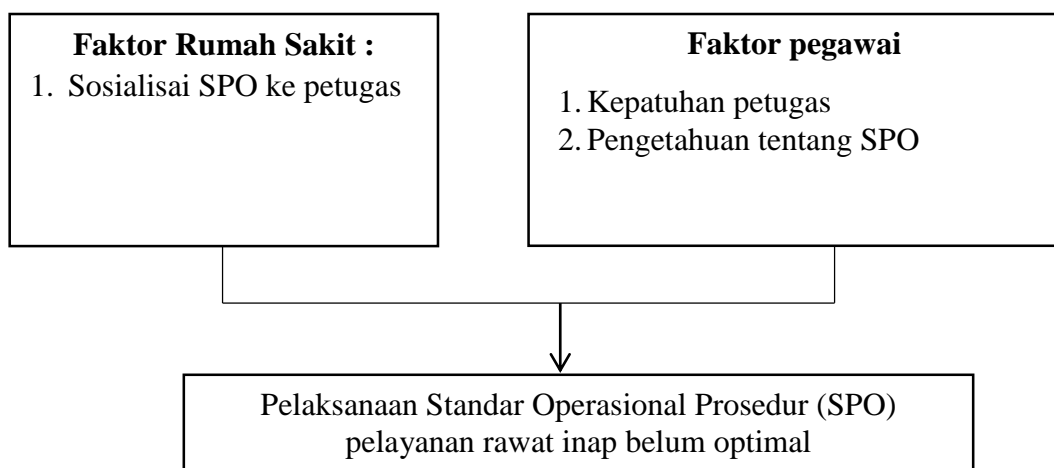 Faktor Rumah Sakit :
1. Sosialisai SPO ke petugas
Faktor pegawai
1. Kepatuhan petugas
2. Pengetahuan tentang SPO
Pelaksanaan Standar Operasional Prosedur (SPO)
pelayanan rawat inap belum optimal